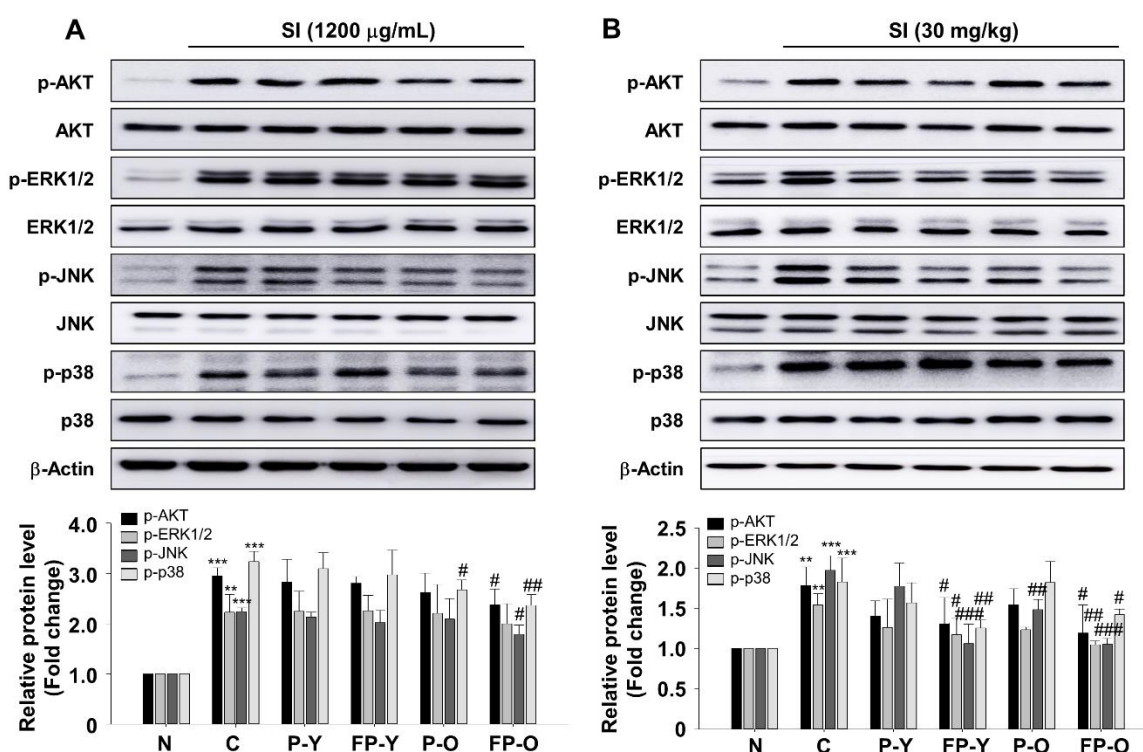 A
SI (1200 μg/mL)
p-AKT
AKT
p-ERK1/2
ERK1/2
p-JNK
JNK
p-p38
p38
β-Actin
Relative protein level
(Fold change)
4.0
3.0
2.0
1.0
0
p-AKT
p-ERK1/2
p-JNK
p-p38
*** ** *** ***
#
# # ##
N C P-Y FP-Y P-O FP-O
B
SI (30 mg/kg)
p-AKT
AKT
p-ERK1/2
ERK1/2
p-JNK
JNK
p-p38
p38
β-Actin
Relative protein level
(Fold change)
2.5
2.0
1.5
1.0
0
p-AKT
p-ERK1/2
p-JNK
p-p38
** ** *** ***
# # ### ##
##
# ## ### #
N C P-Y FP-Y P-O FP-O